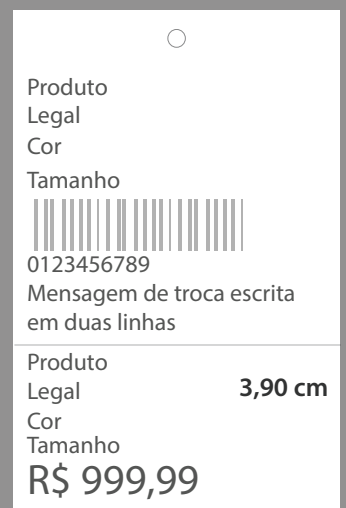 Produto
Legal
Cor
Tamanho
0123456789
Mensagem de troca escrita
em duas linhas
Produto
Legal
3,90 cm
Cor
Tamanho
R$ 999,99